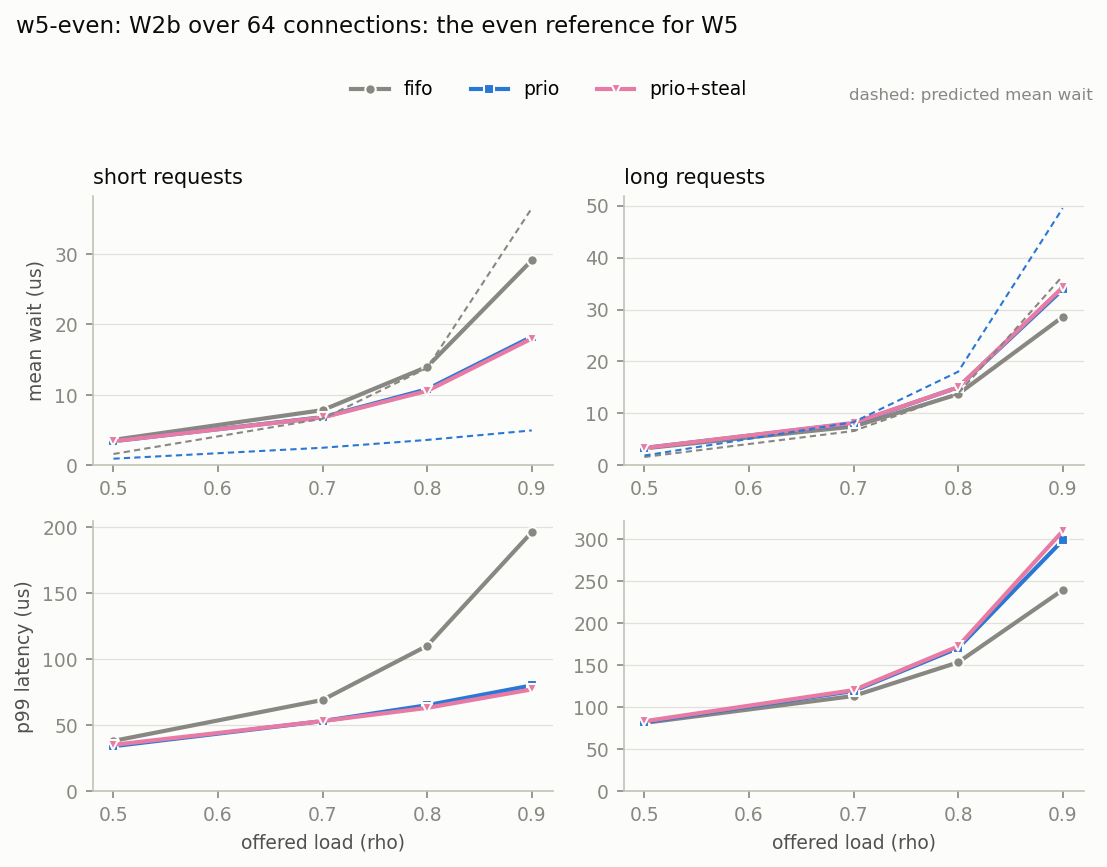 w5-even: W2b over 64 connections: the even reference for W5
fifo prio prio+steal
dashed: predicted mean wait
short requests
long requests
mean wait (us)
30
20
10
0
0.5 0.6 0.7 0.8 0.9
50
40
30
20
10
0
0.5 0.6 0.7 0.8 0.9
p99 latency (us)
200
150
100
50
0
0.5 0.6 0.7 0.8 0.9
offered load (rho)
300
250
200
150
100
50
0
0.5 0.6 0.7 0.8 0.9
offered load (rho)